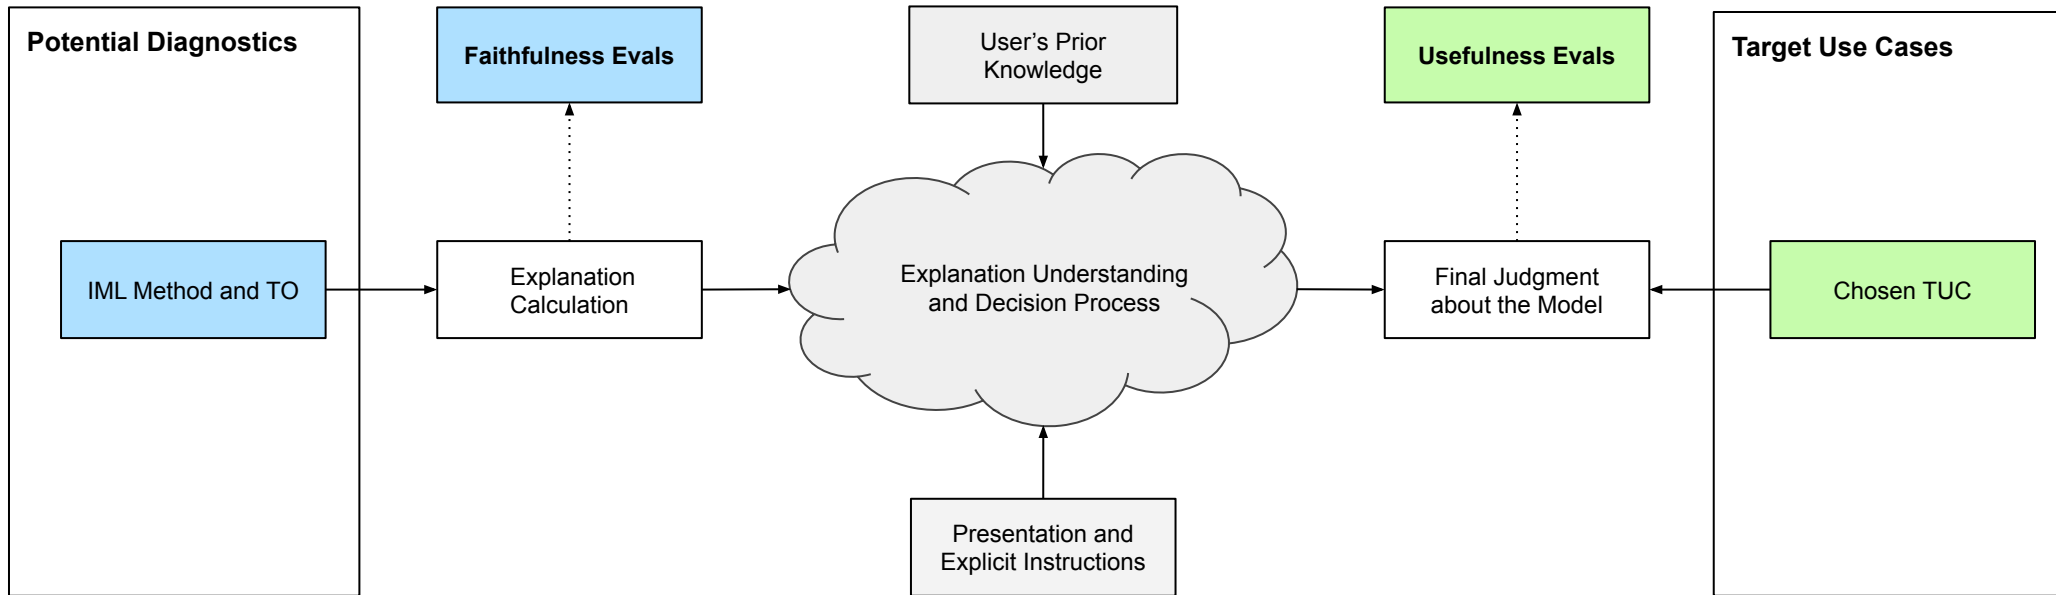 Potential Diagnostics
Faithfulness Evals
User’s Prior
Knowledge
Usefulness Evals
Target Use Cases
IML Method and TO
Explanation
Calculation
Explanation Understanding
and Decision Process
Final Judgment
about the Model
Chosen TUC
Presentation and
Explicit Instructions